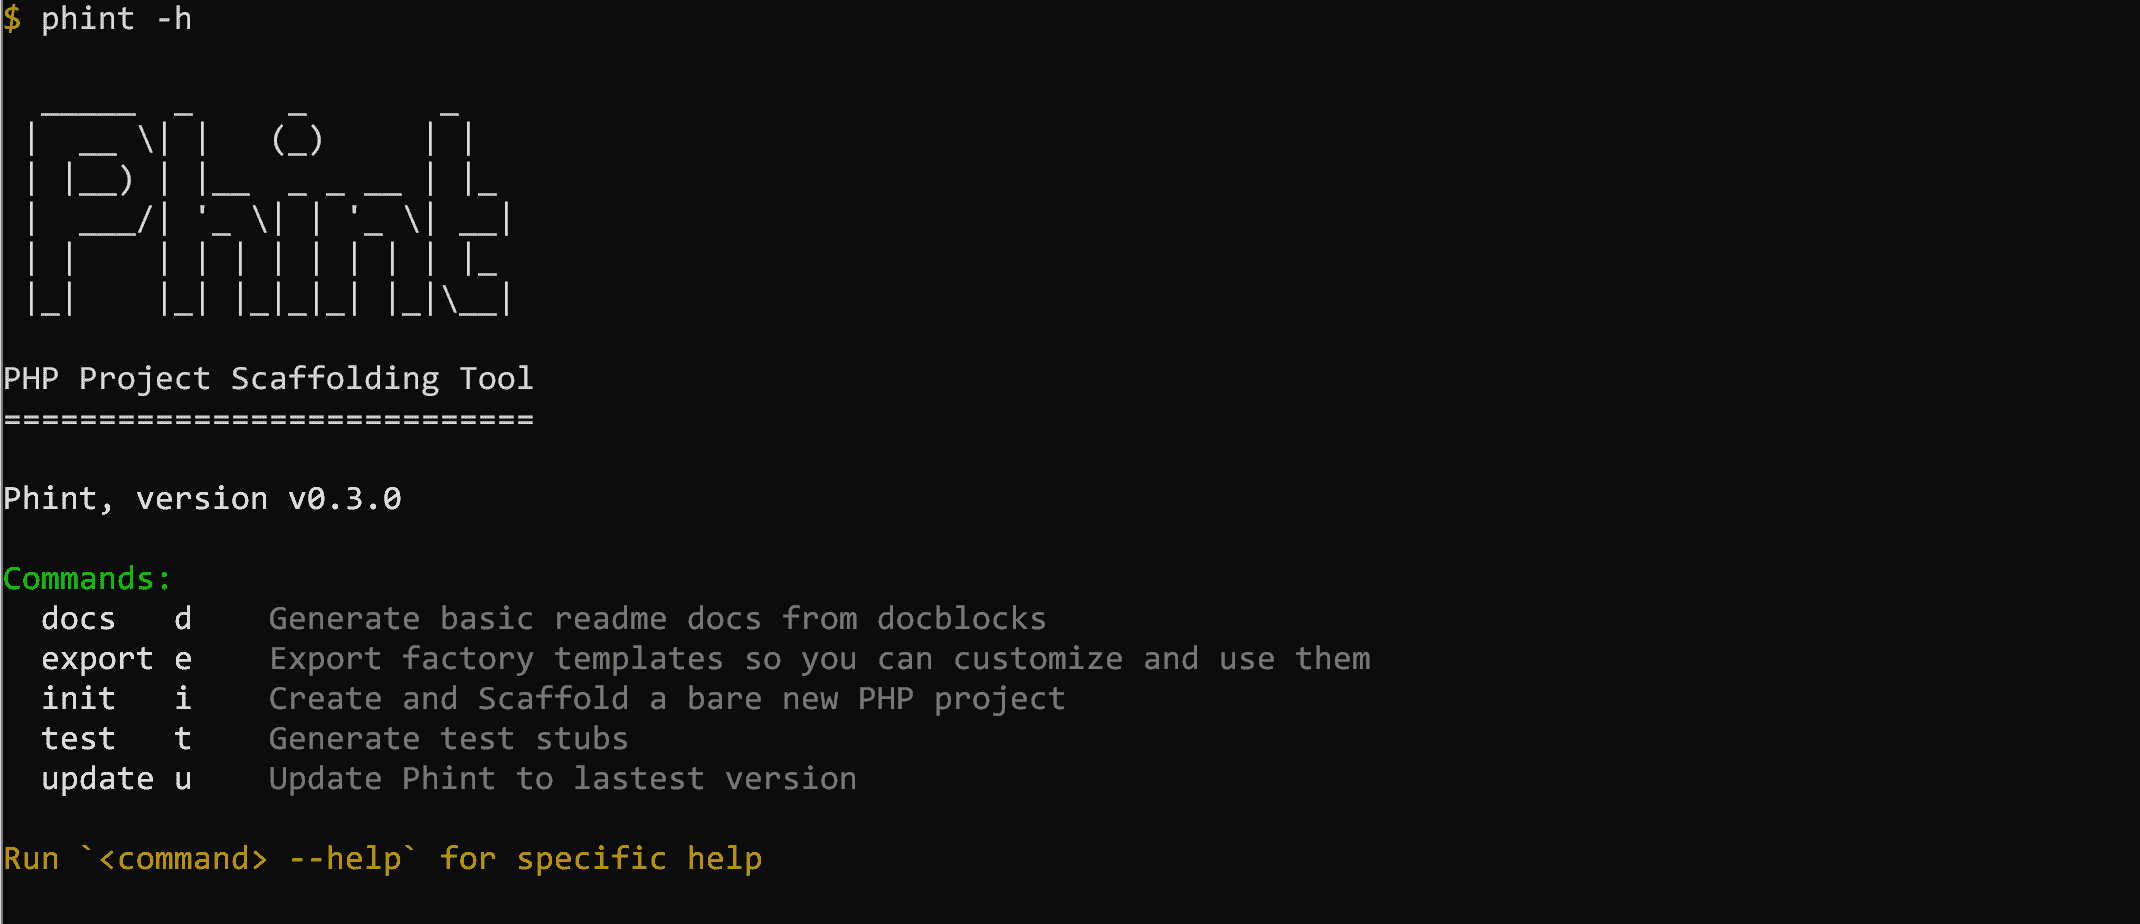 $ phint -h
  _____  _     _       _
 |  __ \| |   (_)     | |
 | |__) | |__  _ _ __ | |_
 |  ___/| '_ \| | '_ \| __|
 | |    | | | | | | | | |_
 |_|    |_| |_|_|_| |_|\__|
PHP Project Scaffolding Tool
============================
Phint, version v0.3.0
Commands:
  docs   d    Generate basic readme docs from docblocks
  export e    Export factory templates so you can customize and use them
  init   i    Create and Scaffold a bare new PHP project
  test   t    Generate test stubs
  update u    Update Phint to lastest version
Run `<command> --help` for specific help